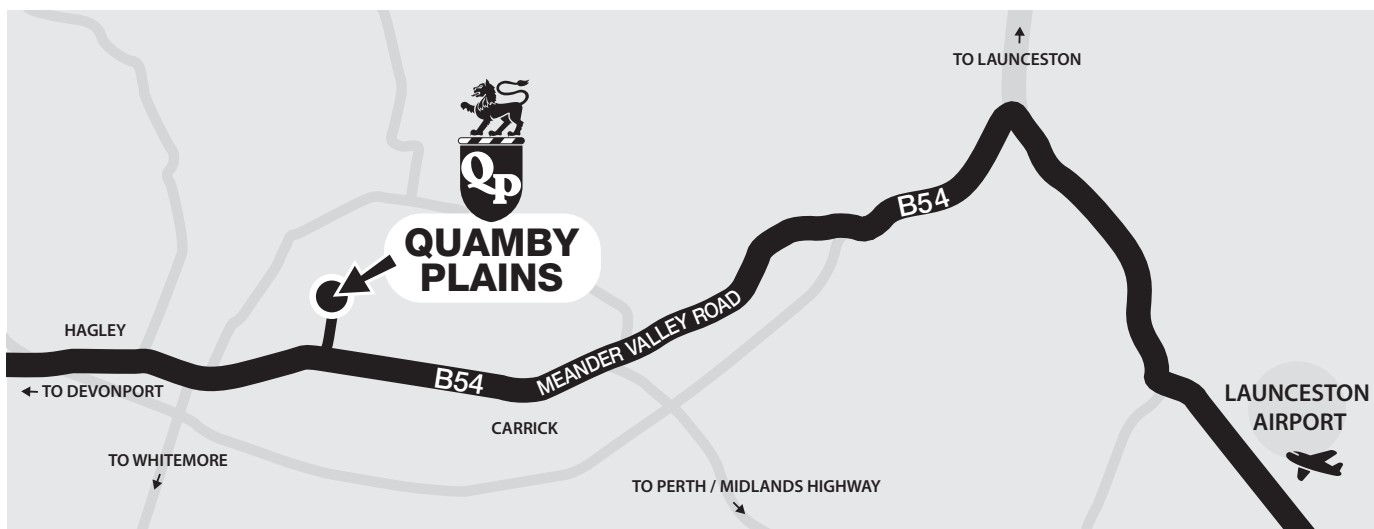 TO LAUNCESTON
QP
QUAMBY
PLAINS
B54
MEANDER VALLEY ROAD
HAGLEY
B54
TO DEVONPORT
CARRICK
LAUNCESTON
AIRPORT
TO WHITEMORE
TO PERTH / MIDLANDS HIGHWAY